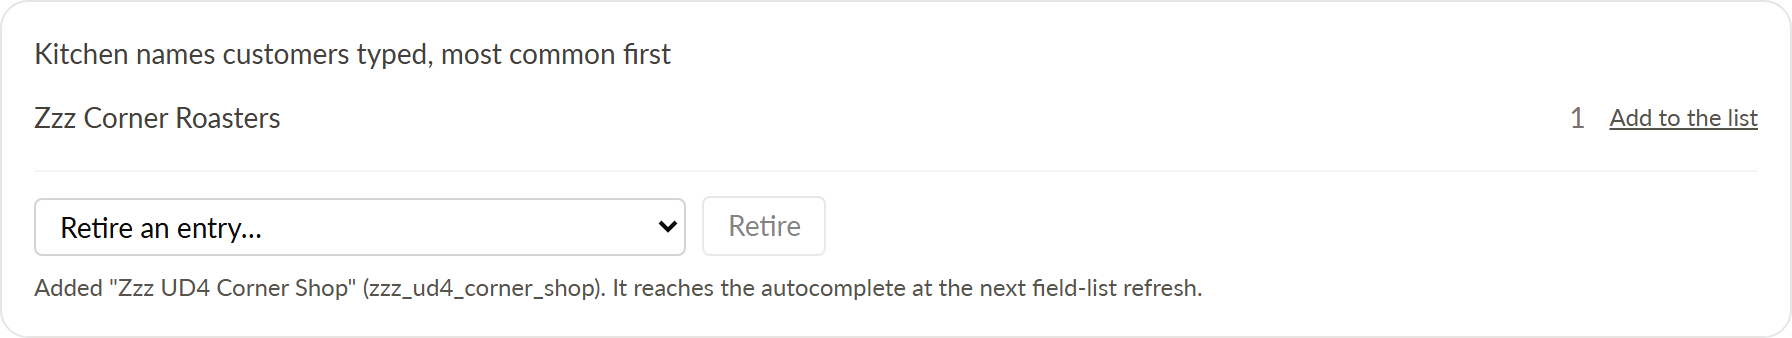 Kitchen names customers typed, most common first
Zzz Corner Roasters 1 Add to the list
Retire an entry... Retire
Added "Zzz UD4 Corner Shop" (zzz_ud4_corner_shop). It reaches the autocomplete at the next field-list refresh.